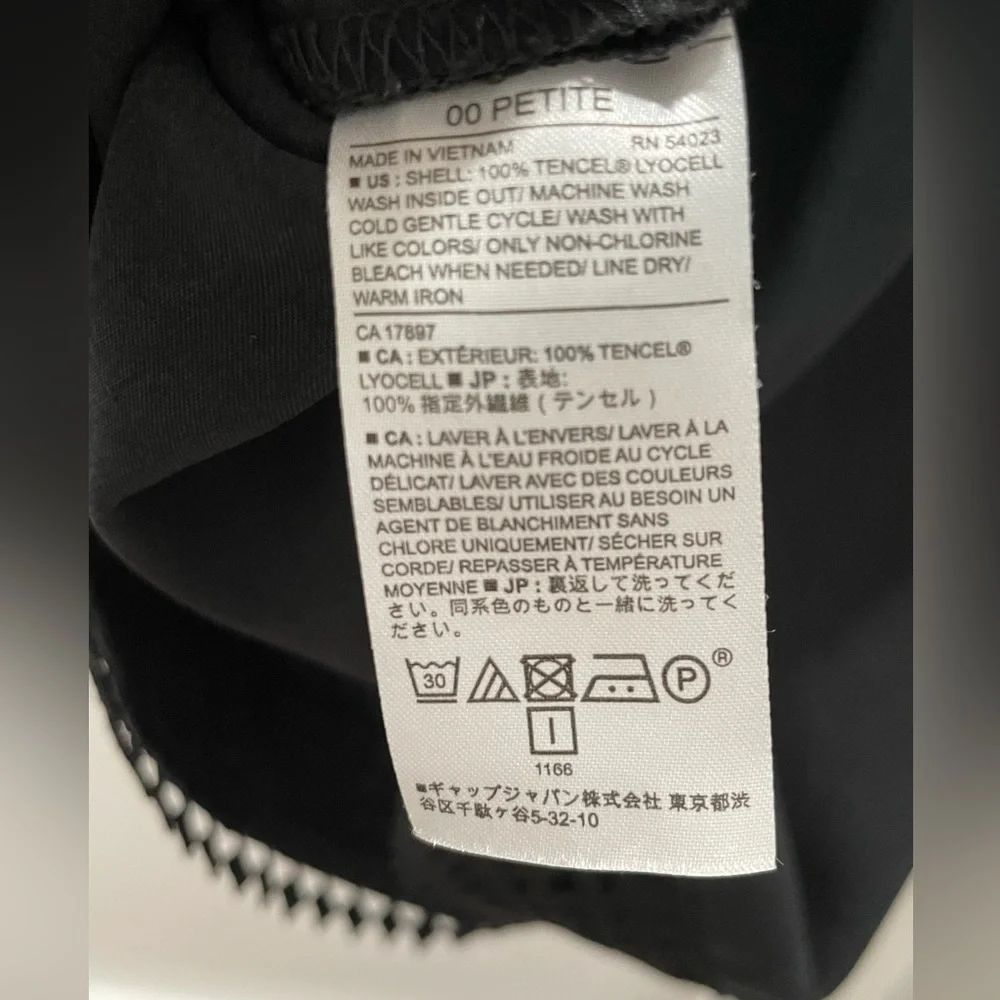 00 PETITE
MADE IN VIETNAM RN 54023
■ US : SHELL: 100% TENCEL® LYOCELL
WASH INSIDE OUT/ MACHINE WASH
COLD GENTLE CYCLE/ WASH WITH
LIKE COLORS/ ONLY NON-CHLORINE
BLEACH WHEN NEEDED/ LINE DRY/
WARM IRON
CA 17897
■ CA : EXTÉRIEUR: 100% TENCEL®
LYOCELL ■ JP : 表地:
100% 指定外繊維 ( テンセル )
■ CA : LAVER À L'ENVERS/ LAVER À LA
MACHINE À L'EAU FROIDE AU CYCLE
DÉLICAT/ LAVER AVEC DES COULEURS
SEMBLABLES/ UTILISER AU BESOIN UN
AGENT DE BLANCHIMENT SANS
CHLORE UNIQUEMENT/ SÉCHER SUR
CORDE/ REPASSER À TEMPÉRATURE
MOYENNE ■ JP : 裏返して洗ってくだ
さい。同系色のものと一緒に洗ってく
ださい。
30 P ®
1166
■ギャップジャパン株式会社 東京都渋
谷区千駄ケ谷5-32-10